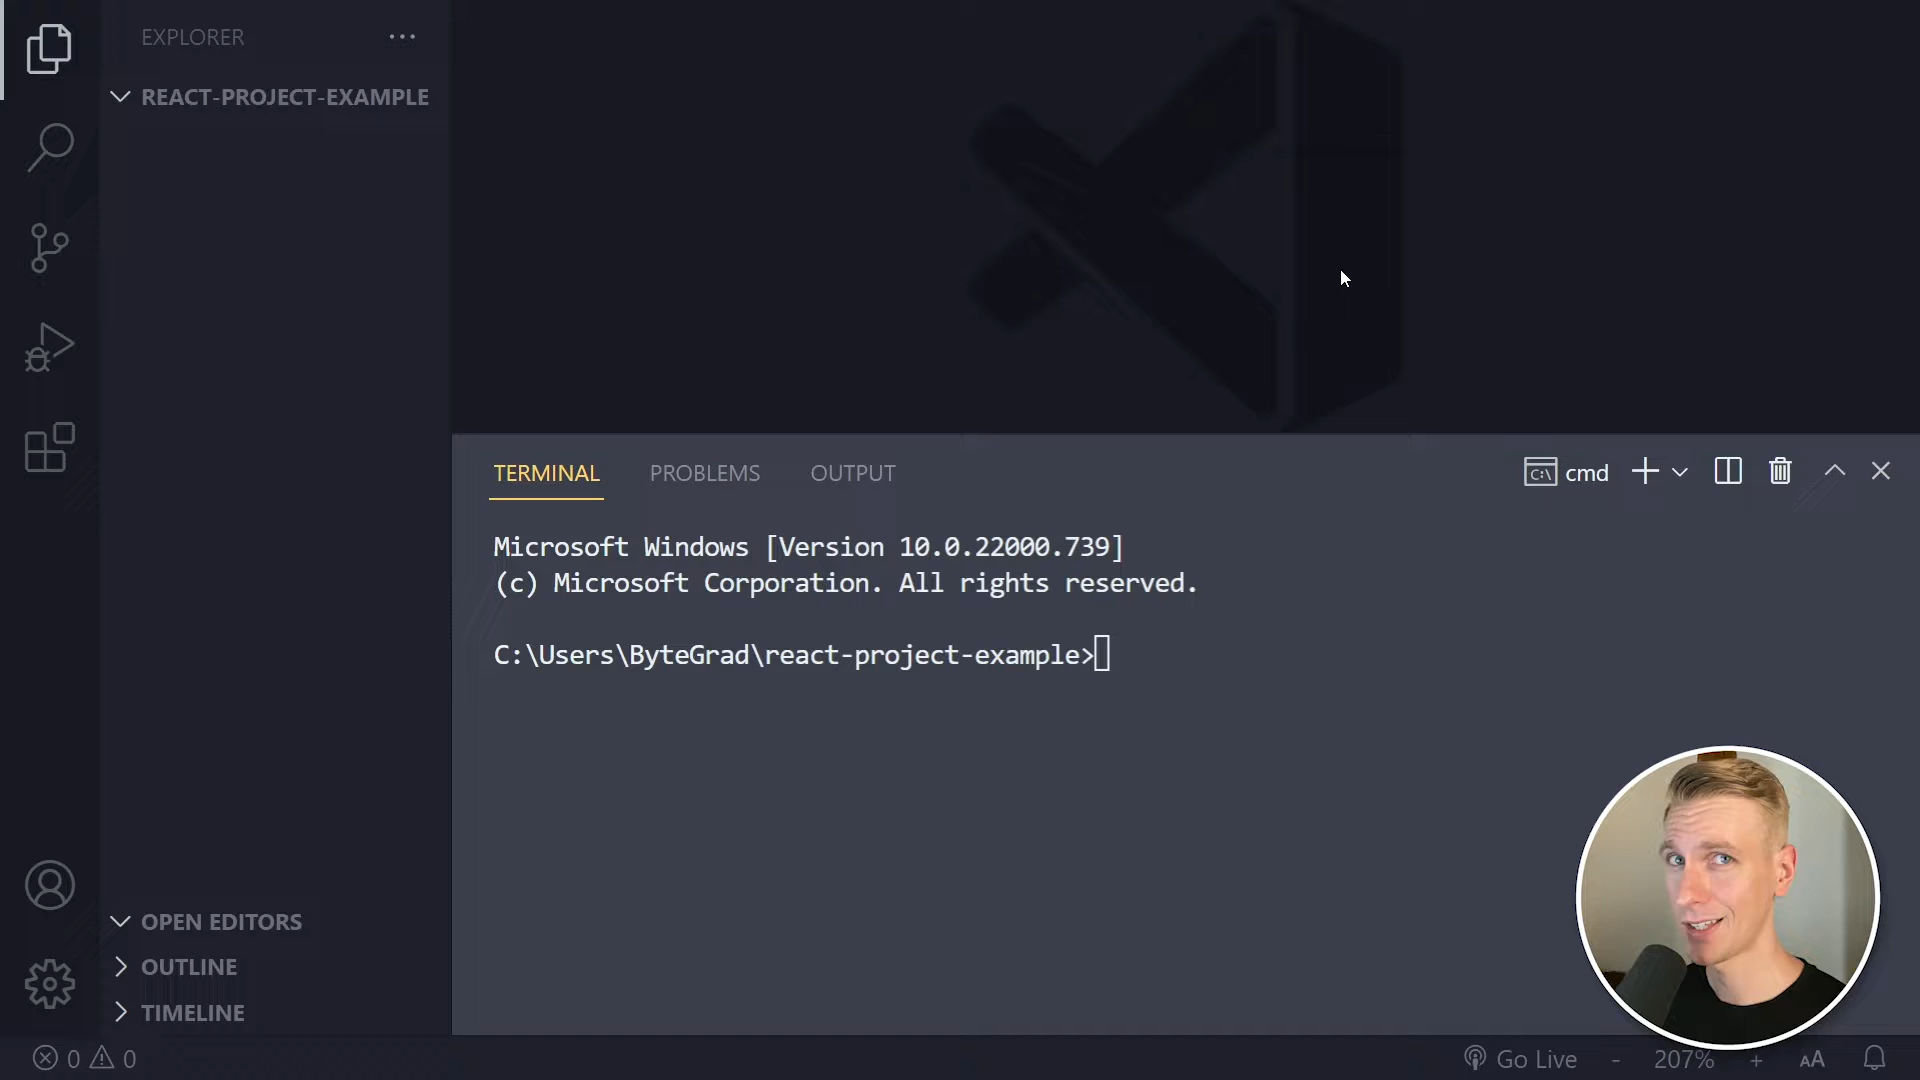 EXPLORER
REACT-PROJECT-EXAMPLE
TERMINAL PROBLEMS OUTPUT
C:\ cmd
Microsoft Windows [Version 10.0.22000.739]
(c) Microsoft Corporation. All rights reserved.
C:\Users\ByteGrad\react-project-example>
OPEN EDITORS
OUTLINE
TIMELINE
0 0
Go Live - 207% + AA